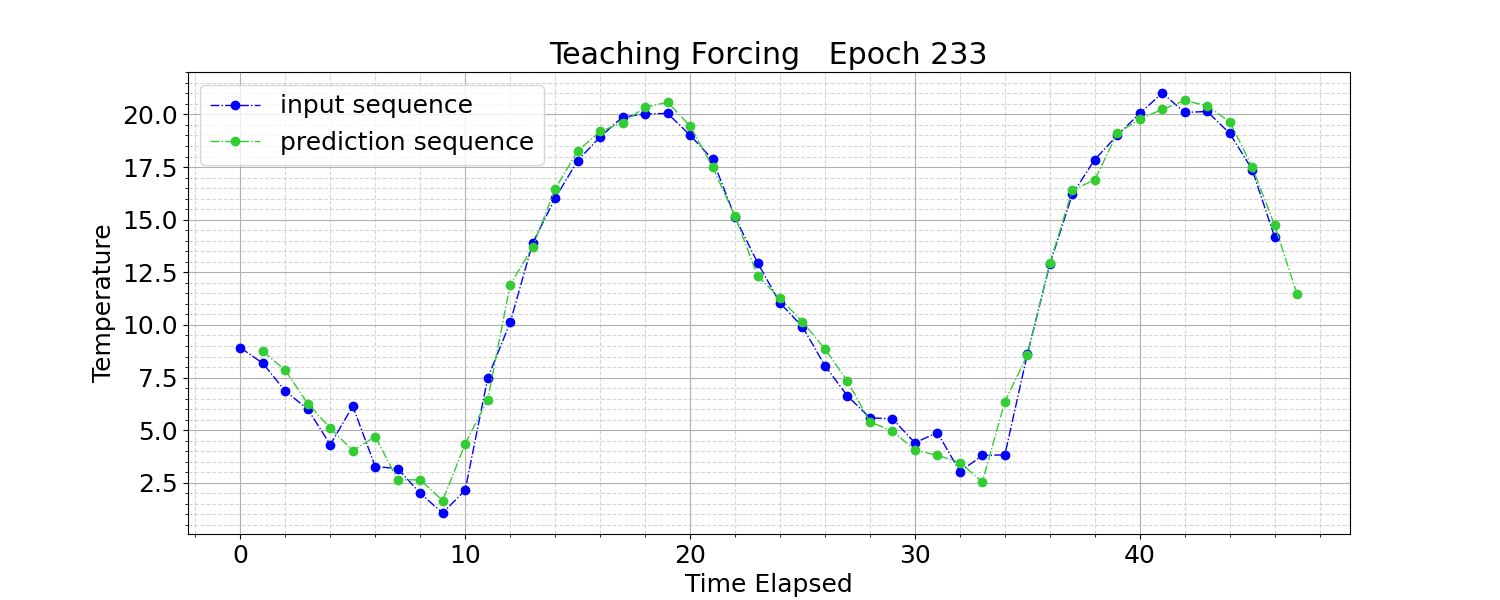 Teaching Forcing   Epoch 233
input sequence
prediction sequence
20.0
17.5
15.0
12.5
10.0
7.5
5.0
2.5
Temperature
0 10 20 30 40
Time Elapsed